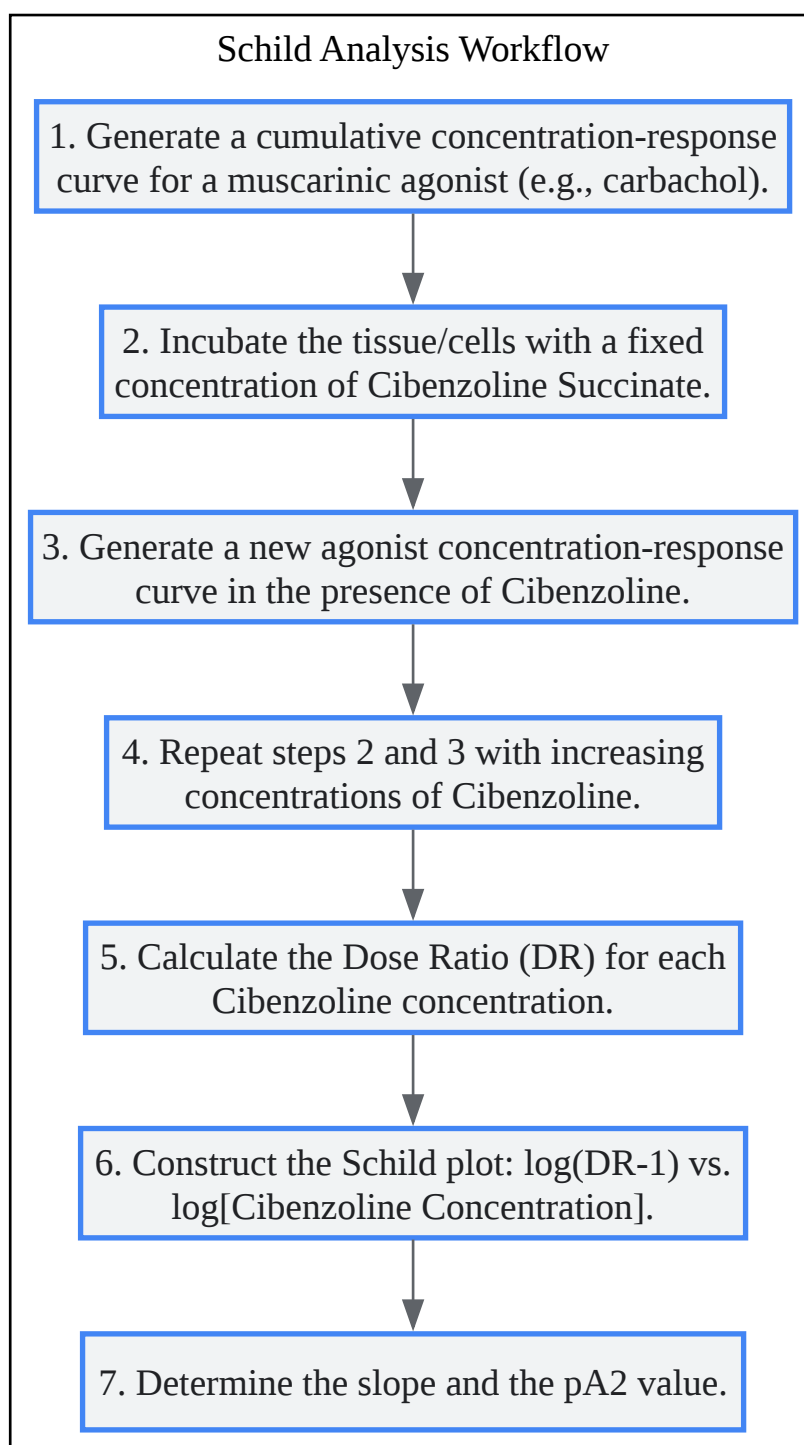 Schild Analysis Workflow
1. Generate a cumulative concentration-response
curve for a muscarinic agonist (e.g., carbachol).
2. Incubate the tissue/cells with a fixed
concentration of Cibenzoline Succinate.
3. Generate a new agonist concentration-response
curve in the presence of Cibenzoline.
4. Repeat steps 2 and 3 with increasing
concentrations of Cibenzoline.
5. Calculate the Dose Ratio (DR) for each
Cibenzoline concentration.
6. Construct the Schild plot: log(DR-1) vs.
log[Cibenzoline Concentration].
7. Determine the slope and the pA2 value.